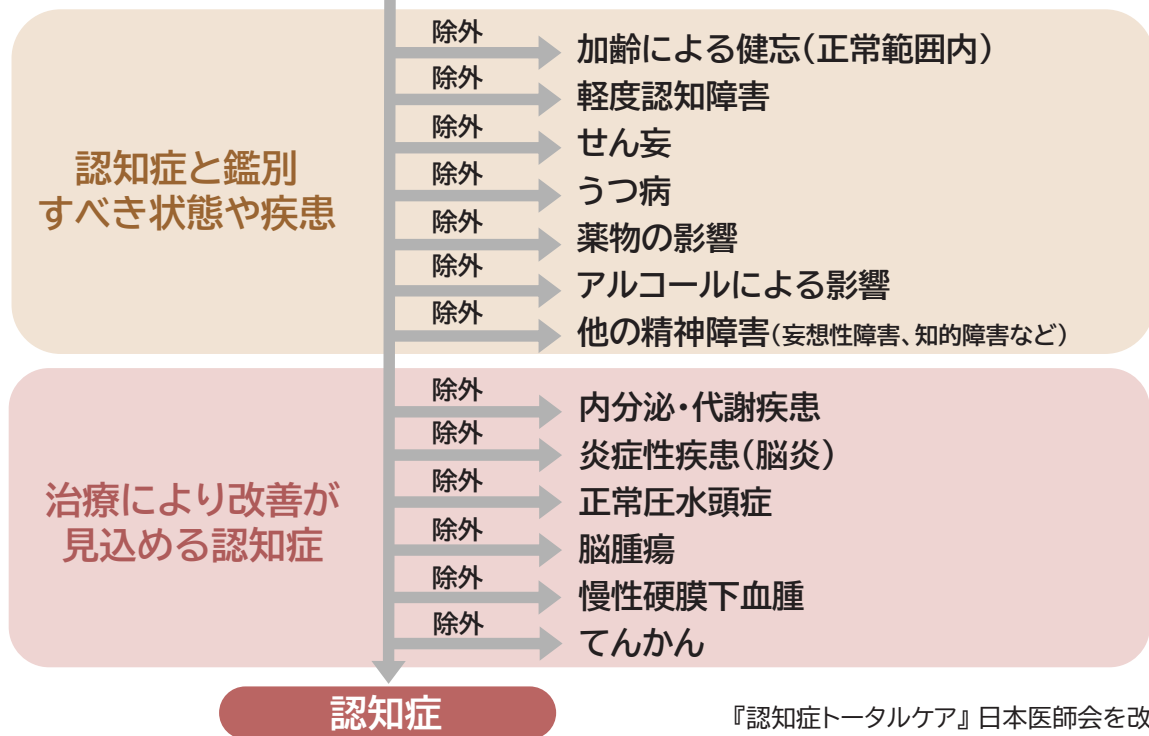 除外
加齢による健忘（正常範囲内）
除外
軽度認知障害
除外
せん妄
除外
うつ病
除外
薬物の影響
除外
アルコールによる影響
除外
他の精神障害（妄想性障害、知的障害など）
認知症と鑑別
すべき状態や疾患
除外
内分泌・代謝疾患
除外
炎症性疾患（脳炎）
除外
正常圧水頭症
除外
脳腫瘍
除外
慢性硬膜下血腫
除外
てんかん
治療により改善が
見込める認知症
認知症
『認知症トータルケア』日本医師会を改